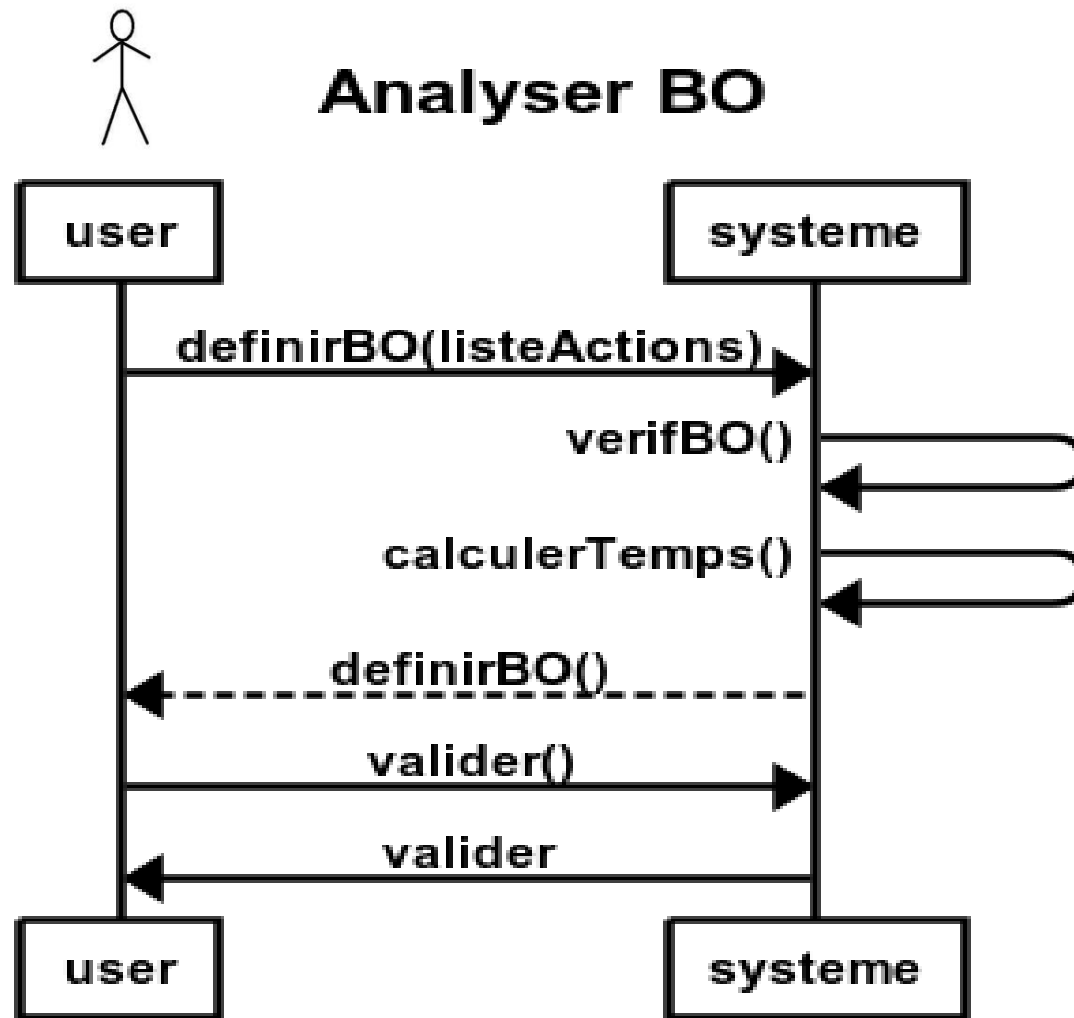 Analyser BO
user
systeme
definirBO(listeActions)
verifBO()
calculerTemps()
definirBO()
valider()
valider
user
systeme